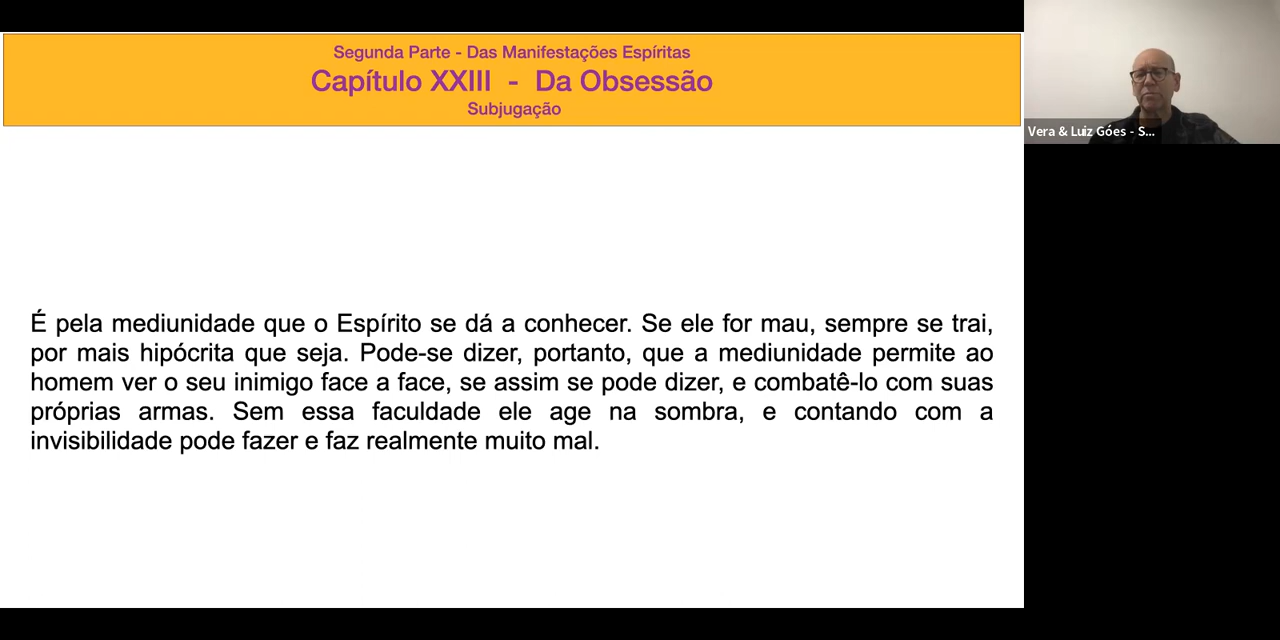 Segunda Parte - Das Manifestações Espíritas
Capítulo XXIII - Da Obsessão
Subjugação
É pela mediunidade que o Espírito se dá a conhecer. Se ele for mau, sempre se trai,
por mais hipócrita que seja. Pode-se dizer, portanto, que a mediunidade permite ao
homem ver o seu inimigo face a face, se assim se pode dizer, e combatê-lo com suas
próprias armas. Sem essa faculdade ele age na sombra, e contando com a
invisibilidade pode fazer e faz realmente muito mal.
Vera & Luiz Góes - S...